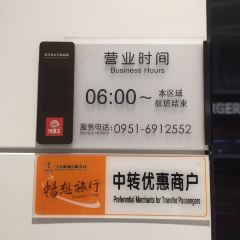 营业时间
Business Hours
06:00～ 本区域
航班结束
服务电话: 0951-6912552
畅想旅行
中转优惠商户
Preferential Merchants for Transfer Passengers